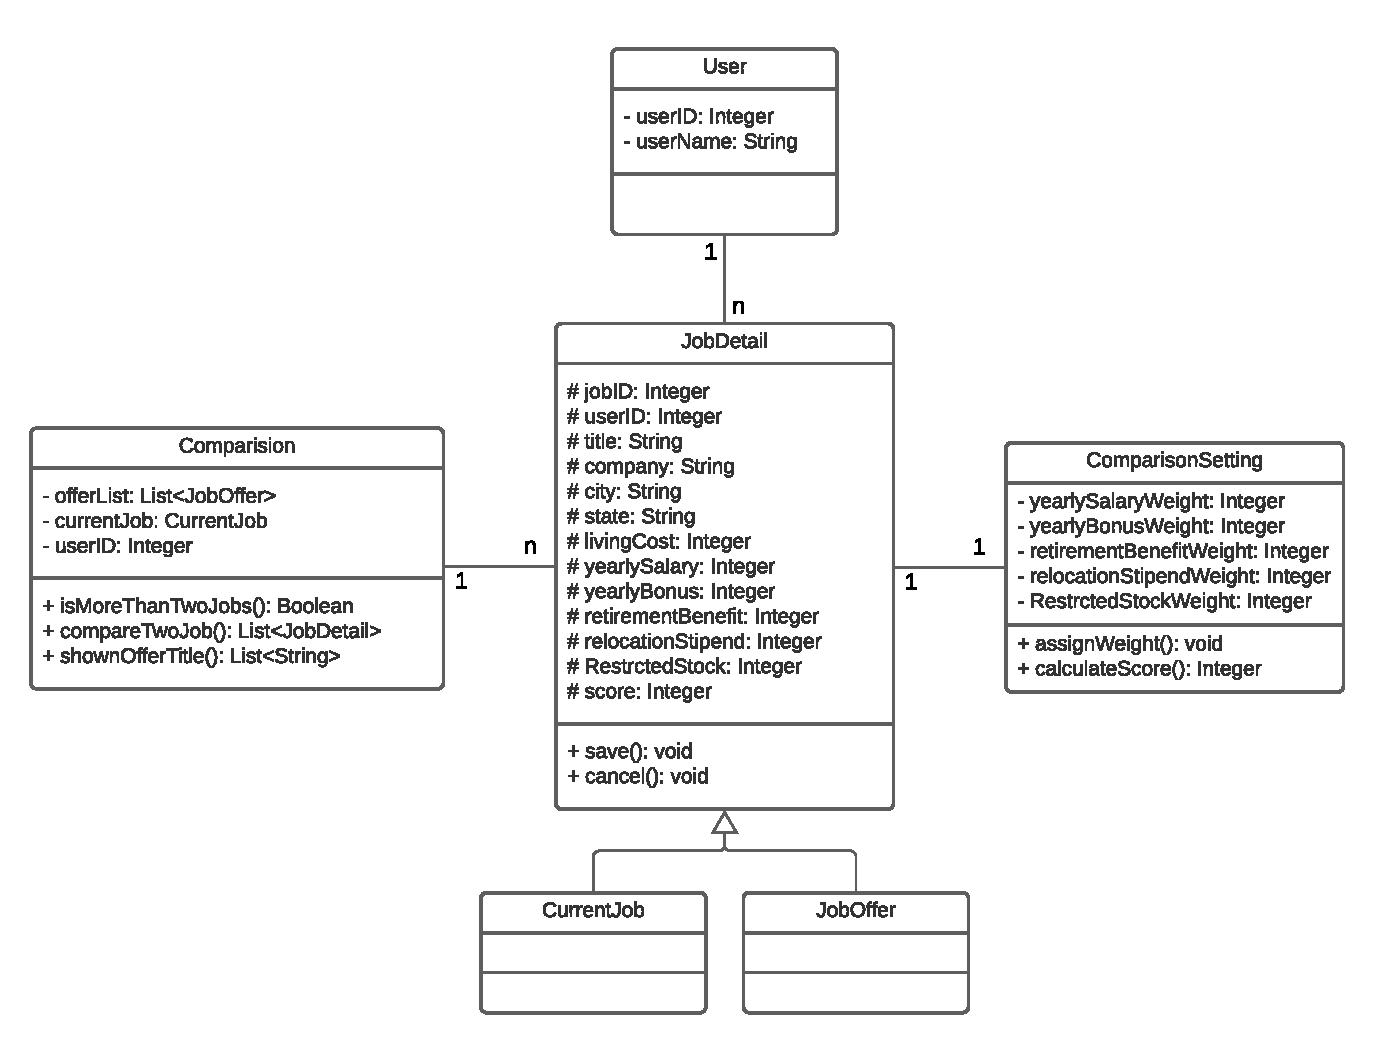 User
- userID: Integer
- userName: String
1
n
JobDetail
# jobID: Integer
# userID: Integer
# title: String
# company: String
# city: String
# state: String
# livingCost: Integer
# yearlySalary: Integer
# yearlyBonus: Integer
# retirementBenefit: Integer
# relocationStipend: Integer
# RestrctedStock: Integer
# score: Integer
+ save(): void
+ cancel(): void
Comparision
- offerList: List<JobOffer>
- currentJob: CurrentJob
- userID: Integer
+ isMoreThanTwoJobs(): Boolean
+ compareTwoJob(): List<JobDetail>
+ shownOfferTitle(): List<String>
n
1
1
1
ComparisonSetting
- yearlySalaryWeight: Integer
- yearlyBonusWeight: Integer
- retirementBenefitWeight: Integer
- relocationStipendWeight: Integer
- RestrctedStockWeight: Integer
+ assignWeight(): void
+ calculateScore(): Integer
CurrentJob
JobOffer